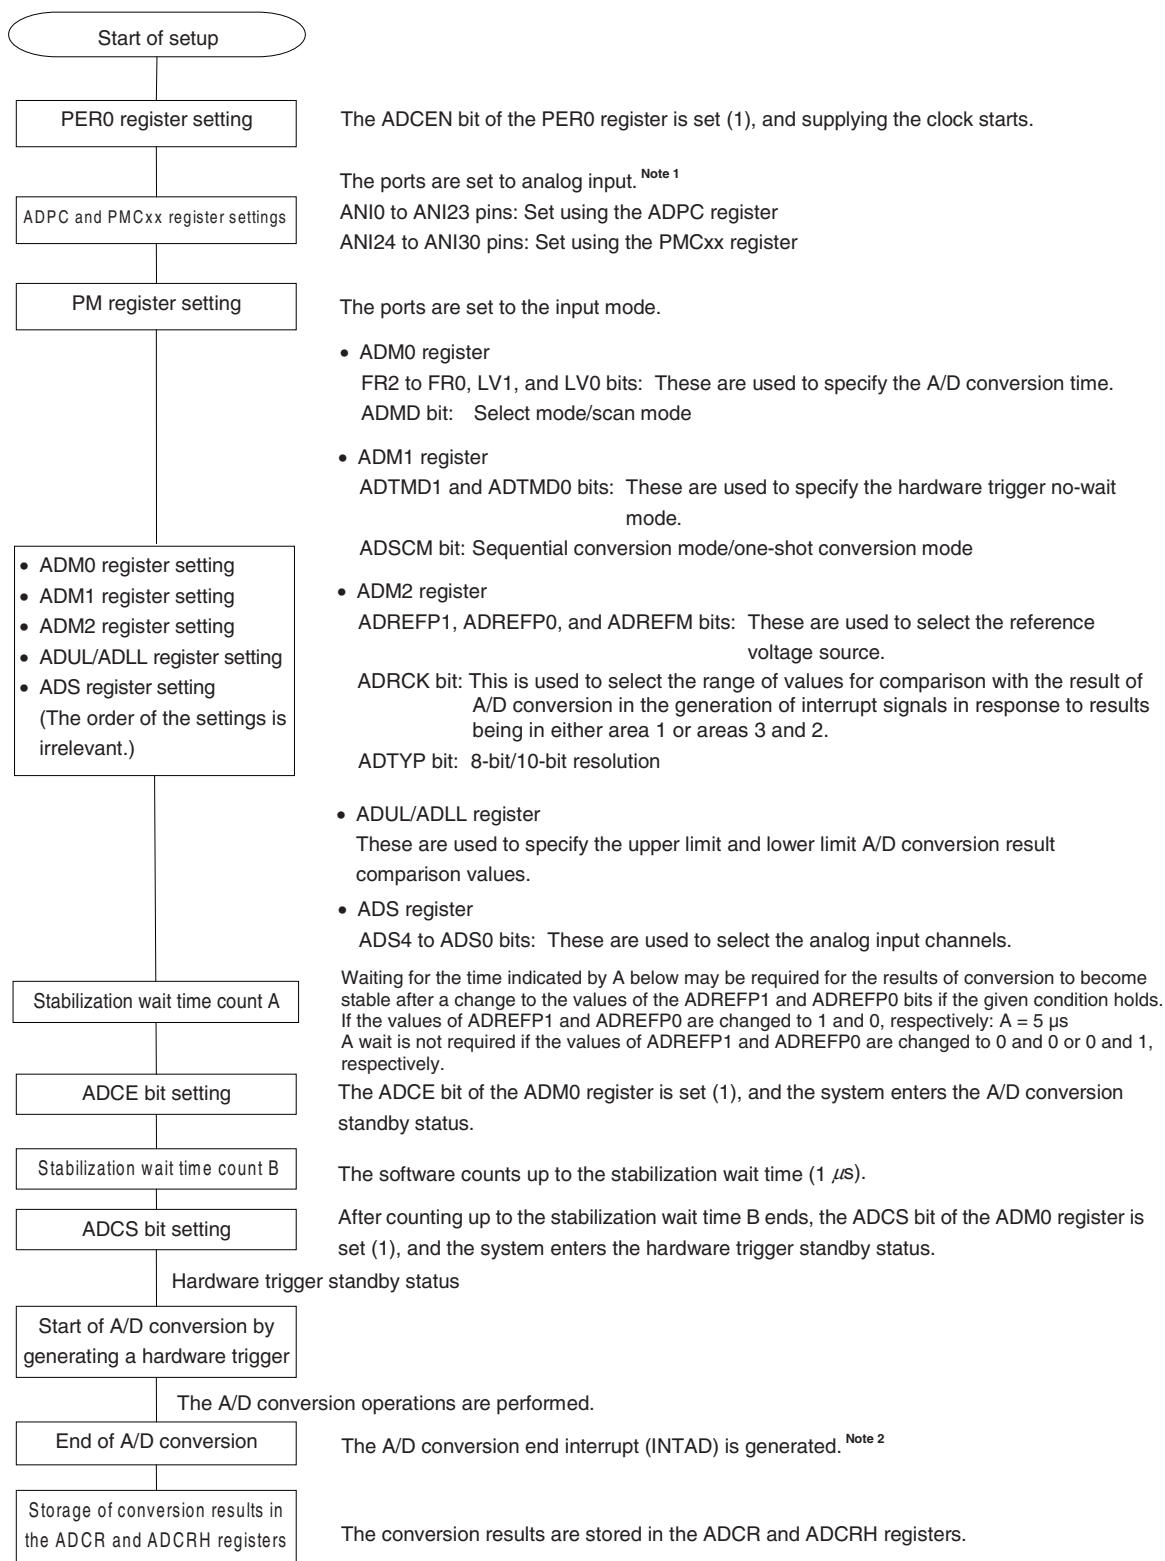 Start of setup
PER0 register setting
The ADCEN bit of the PER0 register is set (1), and supplying the clock starts.
The ports are set to analog input. Note 1
ADPC and PMCxx register settings
ANI0 to ANI23 pins: Set using the ADPC register
ANI24 to ANI30 pins: Set using the PMCxx register
PM register setting
The ports are set to the input mode.
• ADM0 register
FR2 to FR0, LV1, and LV0 bits: These are used to specify the A/D conversion time.
ADMD bit: Select mode/scan mode
• ADM1 register
ADTMD1 and ADTMD0 bits: These are used to specify the hardware trigger no-wait
mode.
ADSCM bit: Sequential conversion mode/one-shot conversion mode
• ADM0 register setting
• ADM1 register setting
• ADM2 register setting
• ADUL/ADLL register setting
• ADS register setting
(The order of the settings is
irrelevant.)
• ADM2 register
ADREFP1, ADREFP0, and ADREFM bits: These are used to select the reference
voltage source.
ADRCK bit: This is used to select the range of values for comparison with the result of
A/D conversion in the generation of interrupt signals in response to results
being in either area 1 or areas 3 and 2.
ADTYP bit: 8-bit/10-bit resolution
• ADUL/ADLL register
These are used to specify the upper limit and lower limit A/D conversion result
comparison values.
• ADS register
ADS4 to ADS0 bits: These are used to select the analog input channels.
Stabilization wait time count A
Waiting for the time indicated by A below may be required for the results of conversion to become
stable after a change to the values of the ADREFP1 and ADREFP0 bits if the given condition holds.
If the values of ADREFP1 and ADREFP0 are changed to 1 and 0, respectively: A = 5 µs
A wait is not required if the values of ADREFP1 and ADREFP0 are changed to 0 and 0 or 0 and 1,
respectively.
ADCE bit setting
The ADCE bit of the ADM0 register is set (1), and the system enters the A/D conversion
standby status.
Stabilization wait time count B
The software counts up to the stabilization wait time (1 µs).
ADCS bit setting
After counting up to the stabilization wait time B ends, the ADCS bit of the ADM0 register is
set (1), and the system enters the hardware trigger standby status.
Hardware trigger standby status
Start of A/D conversion by
generating a hardware trigger
The A/D conversion operations are performed.
End of A/D conversion
The A/D conversion end interrupt (INTAD) is generated. Note 2
Storage of conversion results in
the ADCR and ADCRH registers
The conversion results are stored in the ADCR and ADCRH registers.